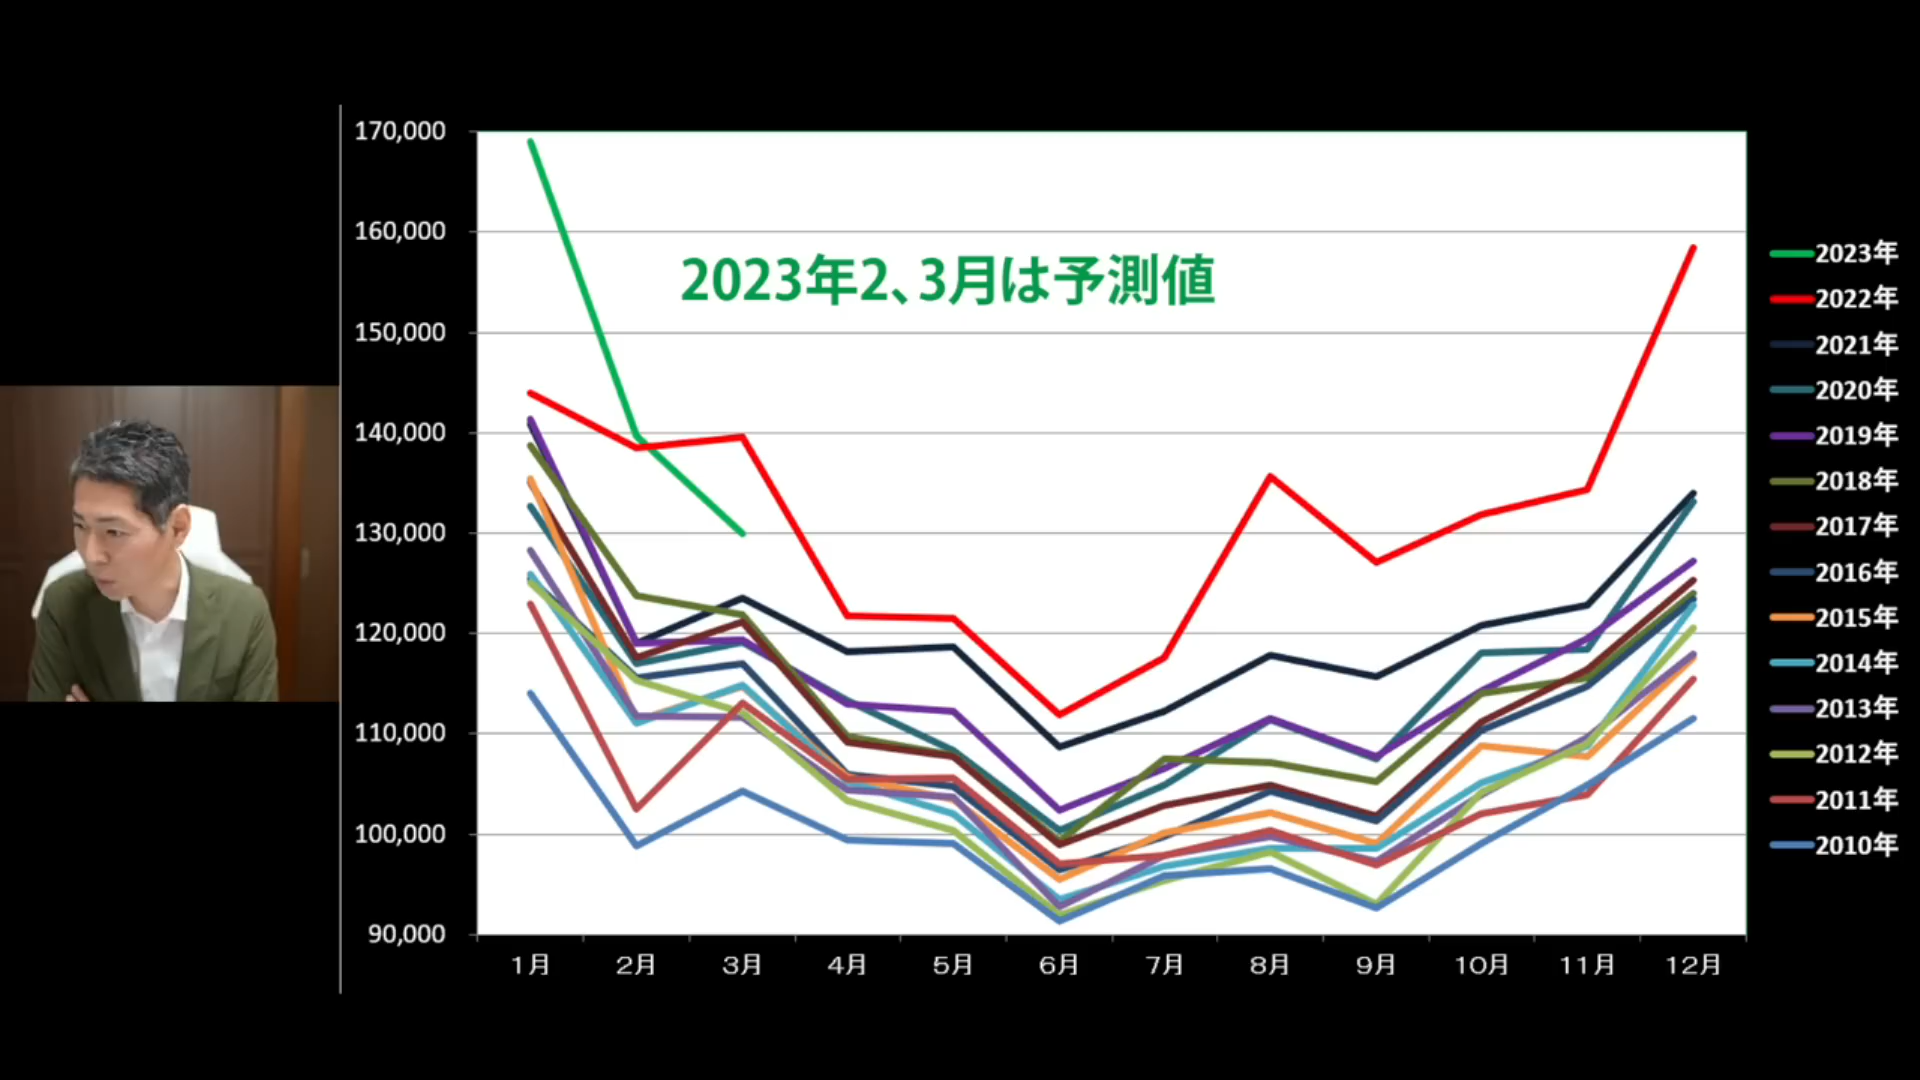 170,000
160,000
150,000
140,000
130,000
120,000
110,000
100,000
90,000
2023年2、3月は予測値
1月 2月 3月 4月 5月 6月 7月 8月 9月 10月 11月 12月
2023年
2022年
2021年
2020年
2019年
2018年
2017年
2016年
2015年
2014年
2013年
2012年
2011年
2010年